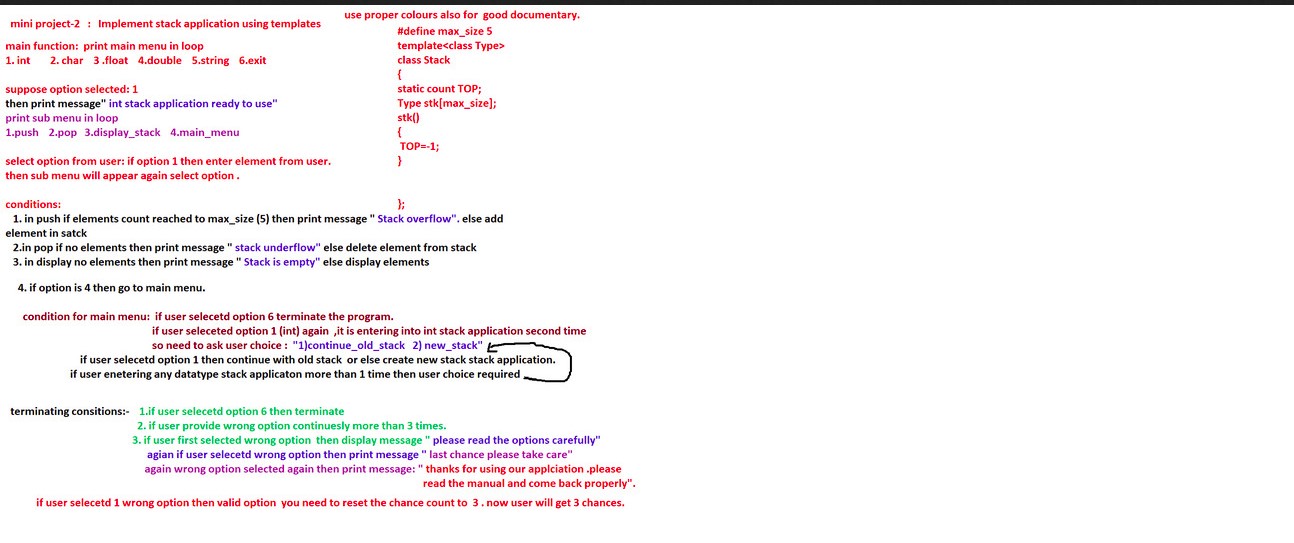 use proper colours also for good documentary.
mini project-2 : Implement stack application using templates
main function: print main menu in loop
1. int 2. char 3 .float 4.double 5.string 6.exit
suppose option selected: 1
then print message" int stack application ready to use"
print sub menu in loop
1.push 2.pop 3.display_stack 4.main_menu
select option from user: if option 1 then enter element from user.
then sub menu will appear again select option .
#define max_size 5
template<class Type>
class Stack
{
static count TOP;
Type stk[max_size];
stk()
{
TOP=-1;
}
};
conditions:
1. in push if elements count reached to max_size (5) then print message " Stack overflow". else add
element in satck
2.in pop if no elements then print message " stack underflow" else delete element from stack
3. in display no elements then print message " Stack is empty" else display elements
4. if option is 4 then go to main menu.
condition for main menu: if user selecetd option 6 terminate the program.
if user seleceted option 1 (int) again ,it is entering into int stack application second time
so need to ask user choice : "1)continue_old_stack 2) new_stack"
if user selecetd option 1 then continue with old stack or else create new stack stack application.
if user enetering any datatype stack applicaton more than 1 time then user choice required
terminating consitions:- 1.if user selecetd option 6 then terminate
2. if user provide wrong option continuesly more than 3 times.
3. if user first selected wrong option then display message " please read the options carefully"
agian if user selecetd wrong option then print message " last chance please take care"
again wrong option selected again then print message: " thanks for using our applciation .please
read the manual and come back properly".
if user selecetd 1 wrong option then valid option you need to reset the chance count to 3 . now user will get 3 chances.